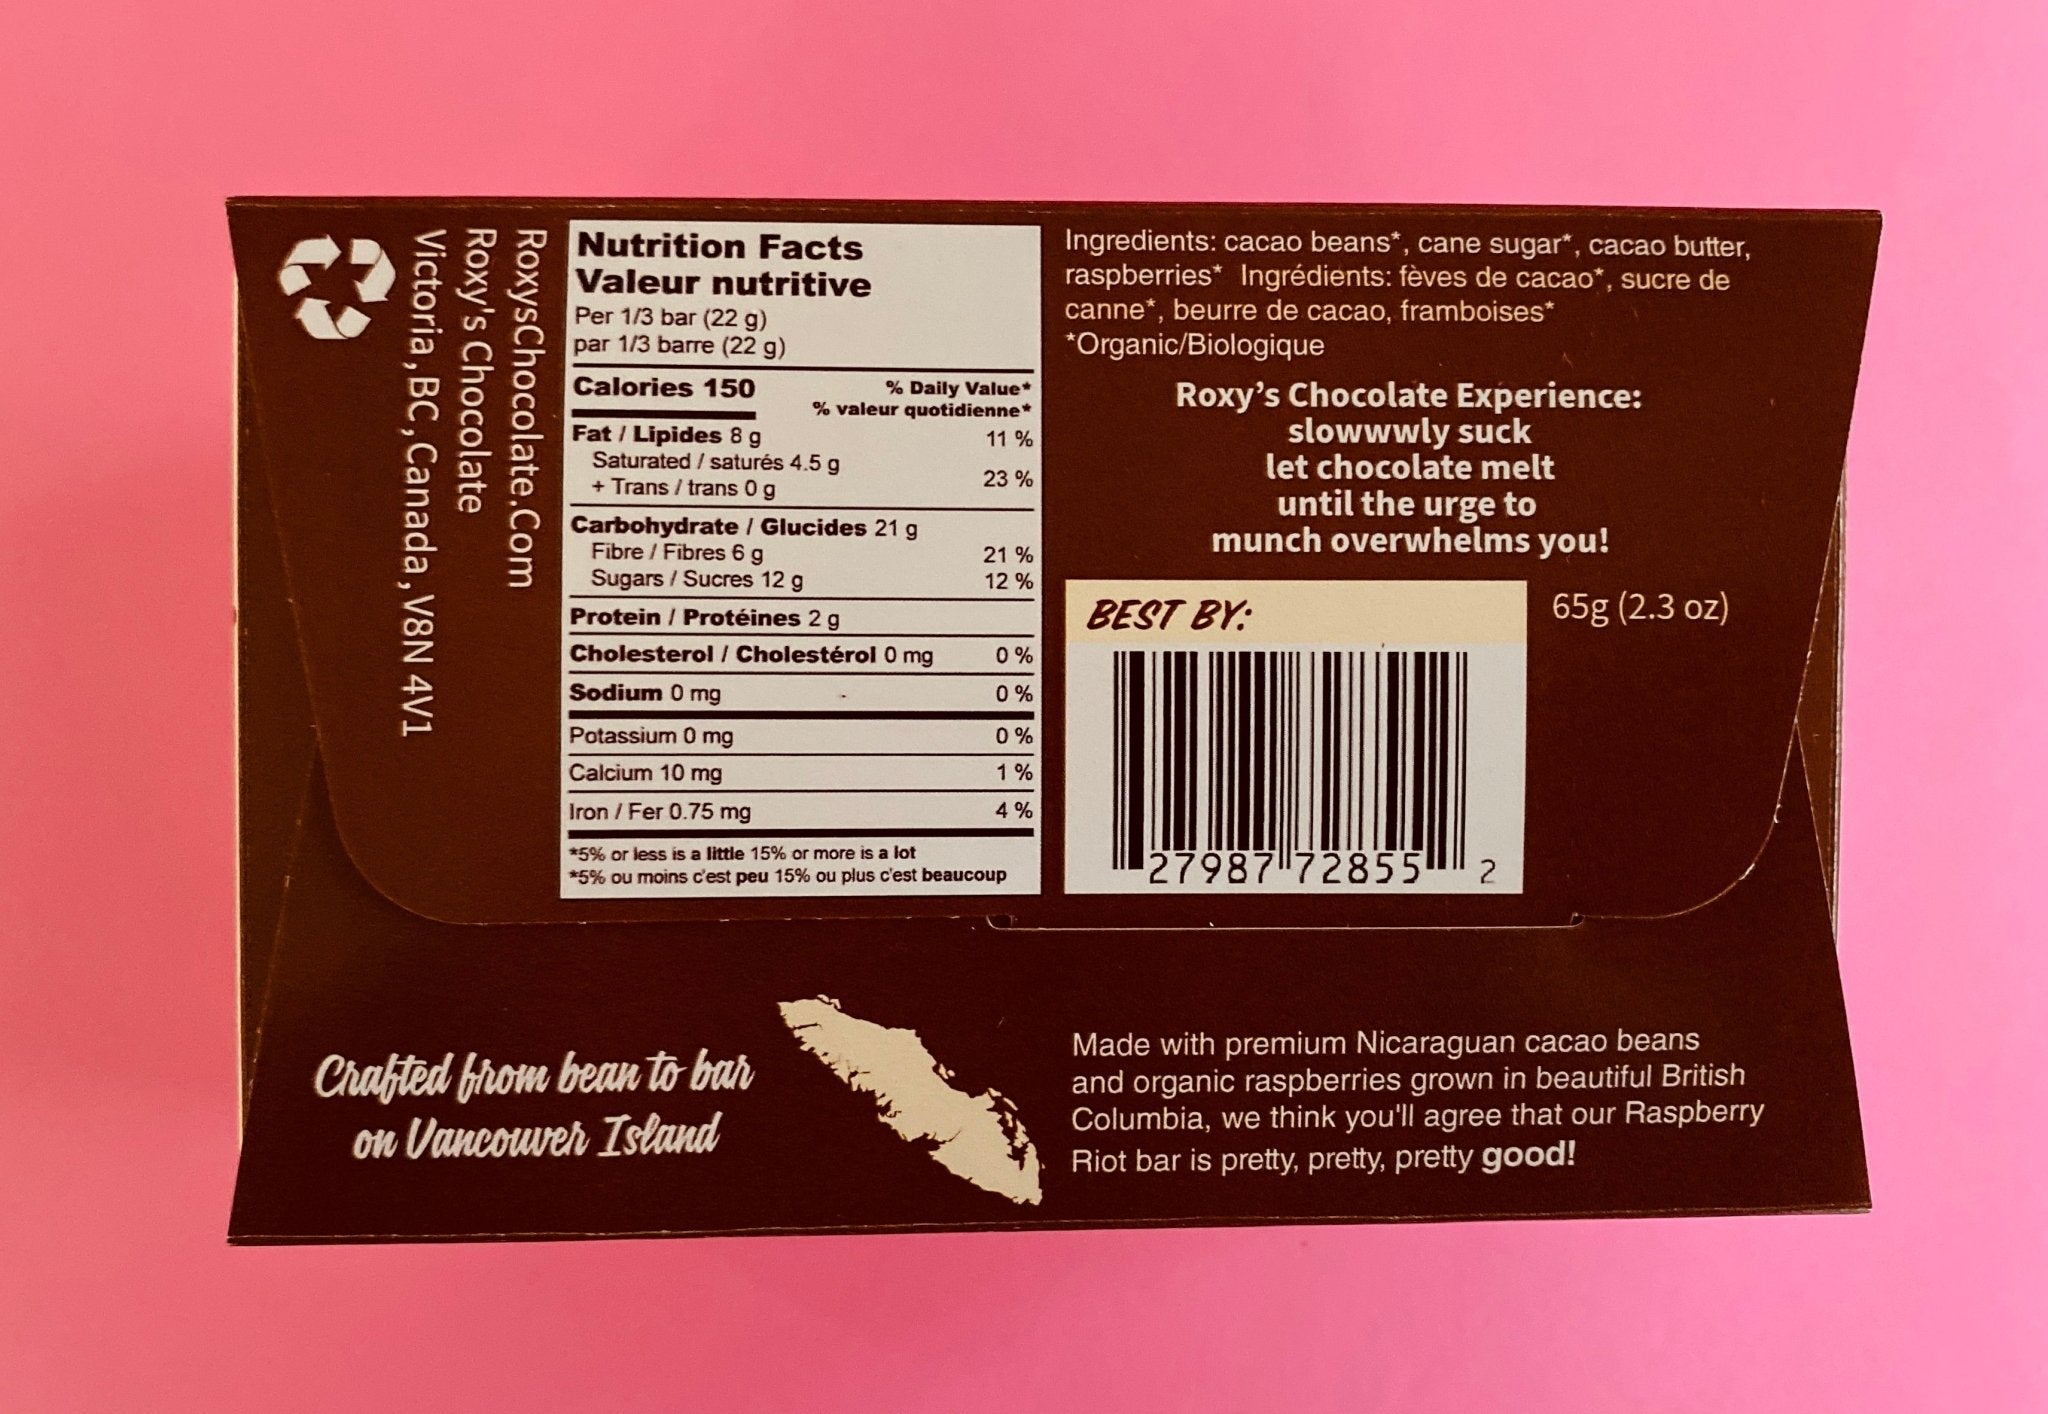 RoxysChocolate.Com
Roxy's Chocolate
Victoria, BC, Canada, V8N 4V1
Nutrition Facts
Valeur nutritive
Per 1/3 bar (22 g)
par 1/3 barre (22 g)
Calories 150
% Daily Value*
% valeur quotidienne*
Fat / Lipides 8 g 11 %
Saturated / saturés 4.5 g
+ Trans / trans 0 g 23 %
Carbohydrate / Glucides 21 g
Fibre / Fibres 6 g 21 %
Sugars / Sucres 12 g 12 %
Protein / Protéines 2 g
Cholesterol / Cholestérol 0 mg 0 %
Sodium 0 mg 0 %
Potassium 0 mg 0 %
Calcium 10 mg 1 %
Iron / Fer 0.75 mg 4 %
*5% or less is a little 15% or more is a lot
*5% ou moins c'est peu 15% ou plus c'est beaucoup
Ingredients: cacao beans*, cane sugar*, cacao butter,
raspberries* Ingrédients: fèves de cacao*, sucre de
canne*, beurre de cacao, framboises*
*Organic/Biologique
Roxy's Chocolate Experience:
slowwwly suck
let chocolate melt
until the urge to
munch overwhelms you!
BEST BY:
65g (2.3 oz)
27987 72855 2
Crafted from bean to bar
on Vancouver Island
Made with premium Nicaraguan cacao beans
and organic raspberries grown in beautiful British
Columbia, we think you'll agree that our Raspberry
Riot bar is pretty, pretty, pretty good!